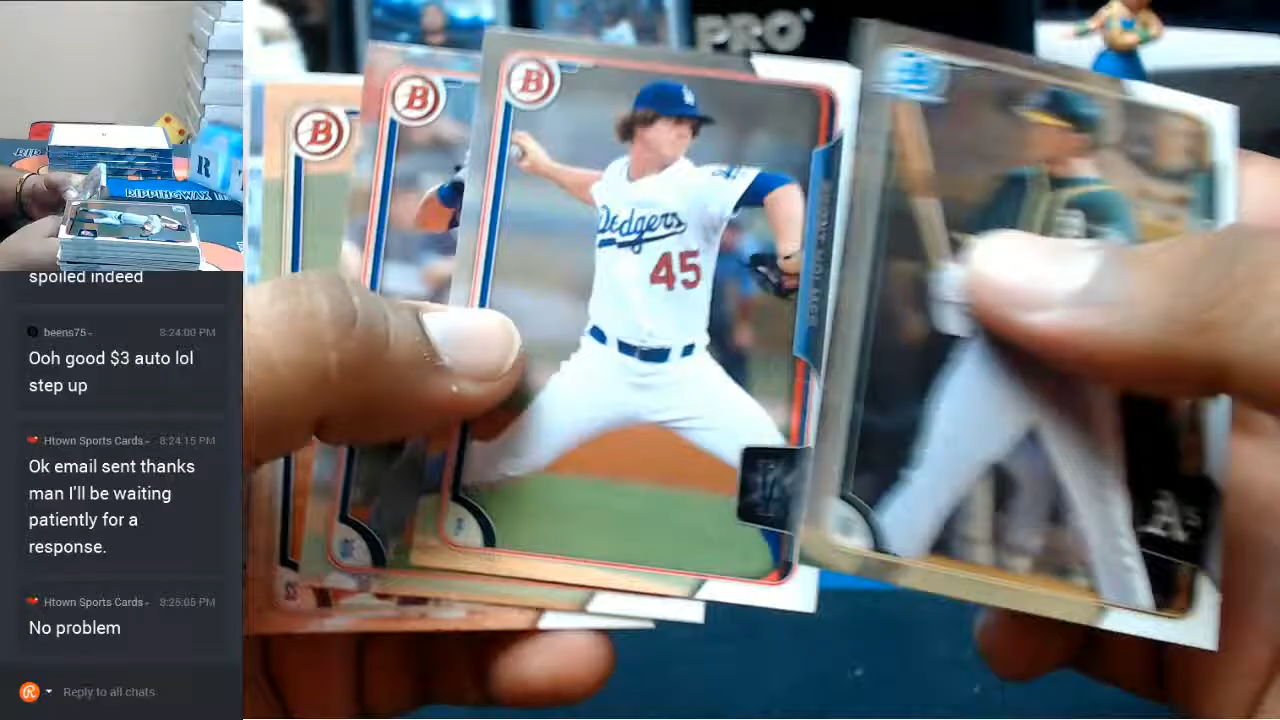 PRO
R
RIPPINGWAX
spoiled indeed
beens75-
8:24:00 PM
Ooh good $3 auto lol
step up
Htown Sports Cards-
8:24:15 PM
Ok email sent thanks
man I'll be waiting
patiently for a
response.
Htown Sports Cards-
8:25:05 PM
No problem
Reply to all chats
B
B
B
Dodgers
45
LA
A's